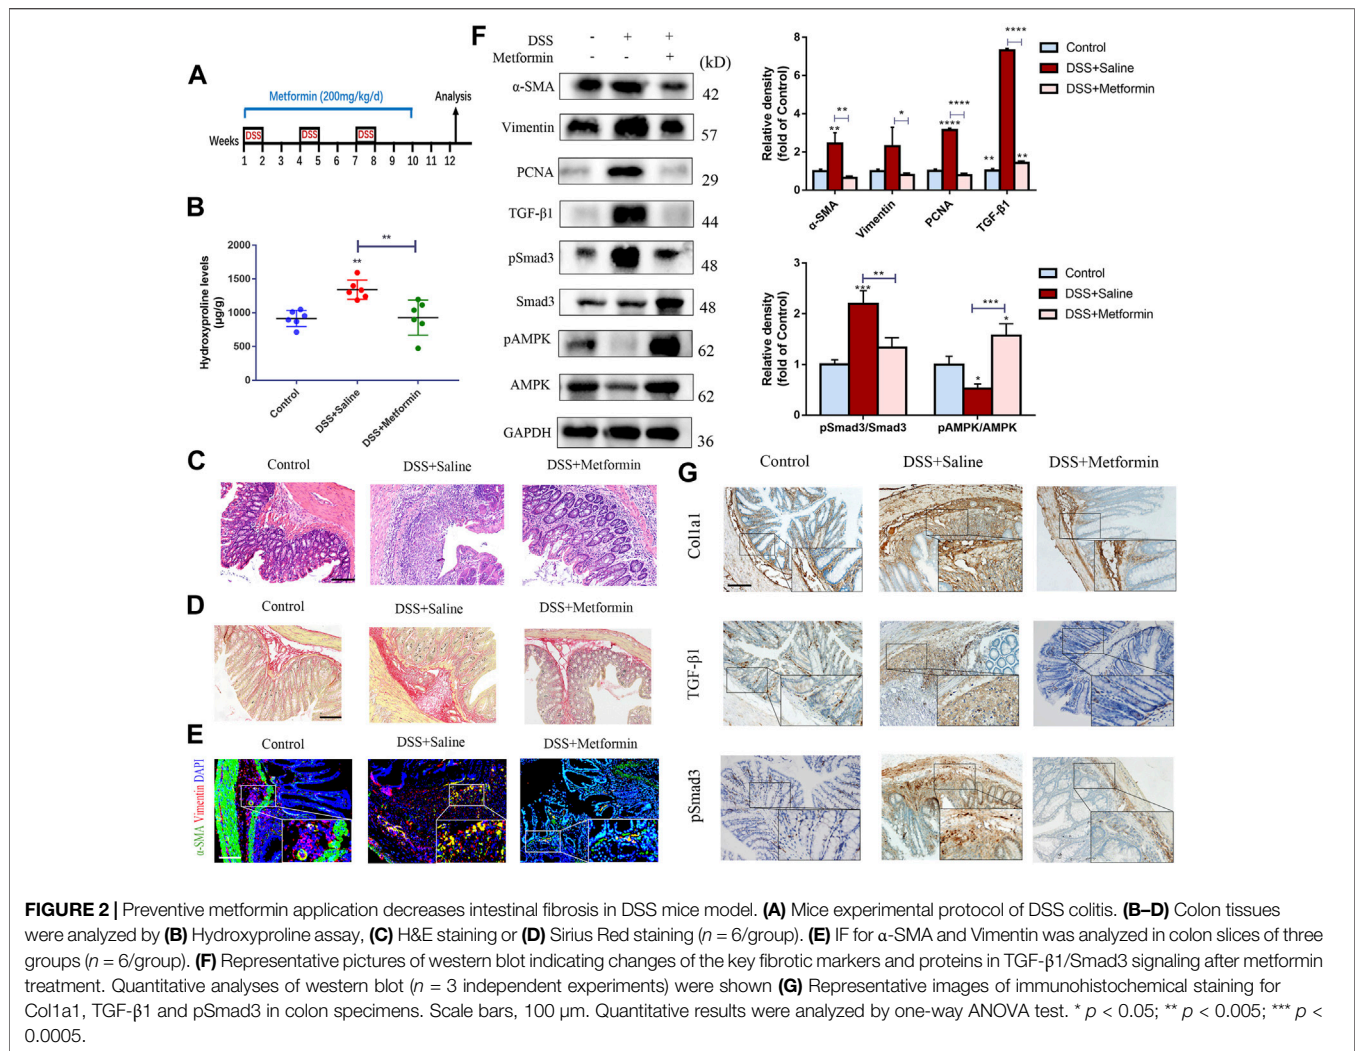 A
Metformin (200mg/kg/d)
Analysis
Weeks
DSS
DSS
DSS
1 2 4 5 7 8 10 11 12
B
Hydroxyproline levels
(μg/g)
2000
1500
1000
500
0
**
**
Control
DSS+Saline
DSS+Metformin
F
DSS - + +
Metformin - - +
(kD)
α-SMA 42
Vimentin 57
PCNA 29
TGF-β1 44
pSmad3 48
Smad3 48
pAMPK 62
AMPK 62
GAPDH 36
Relative density
(fold of Control)
8
6
4
2
0
** ** * **** **** ** **** **
α-SMA
Vimentin
PCNA
TGF-β1
Control
DSS+Saline
DSS+Metformin
Relative density
(fold of Control)
3
2
1
0
*** ** * *** *
pSmad3/Smad3 pAMPK/AMPK
Control
DSS+Saline
DSS+Metformin
C
Control DSS+Saline DSS+Metformin
D
Control DSS+Saline DSS+Metformin
E
Control DSS+Saline DSS+Metformin
α-SMA Vimentin DAPI
G
Control DSS+Saline DSS+Metformin
Col1a1
TGF-β1
pSmad3
FIGURE 2 | Preventive metformin application decreases intestinal fibrosis in DSS mice model. (A) Mice experimental protocol of DSS colitis. (B–D) Colon tissues
were analyzed by (B) Hydroxyproline assay, (C) H&E staining or (D) Sirius Red staining (n = 6/group). (E) IF for α-SMA and Vimentin was analyzed in colon slices of three
groups (n = 6/group). (F) Representative pictures of western blot indicating changes of the key fibrotic markers and proteins in TGF-β1/Smad3 signaling after metformin
treatment. Quantitative analyses of western blot (n = 3 independent experiments) were shown (G) Representative images of immunohistochemical staining for
Col1a1, TGF-β1 and pSmad3 in colon specimens. Scale bars, 100 μm. Quantitative results were analyzed by one-way ANOVA test. * p < 0.05; ** p < 0.005; *** p <
0.0005.